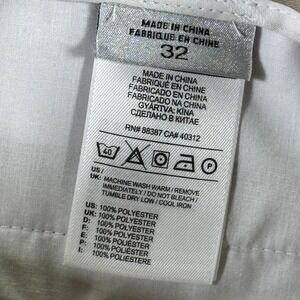 MADE IN CHINA
FABRIQUE EN CHINE
32
MADE IN CHINA
FABRIQUÉ EN CHINE
FABRICADO EN CHINA
FABRICADO NA CHINA
GYÁRTVA: KÍNA
СДЕЛАНО В КИТАЕ
RN# 88387 CA# 40312
40
P
US /
UK: MACHINE WASH WARM / REMOVE
IMMEDIATELY / DO NOT BLEACH /
TUMBLE DRY LOW / COOL IRON
US: 100% POLYESTER
UK: 100% POLYESTER
D: 100% POLYESTER
F: 100% POLYESTER
E: 100% POLIÉSTER
P: 100% POLIÉSTER
I: 100% POLIESTERE